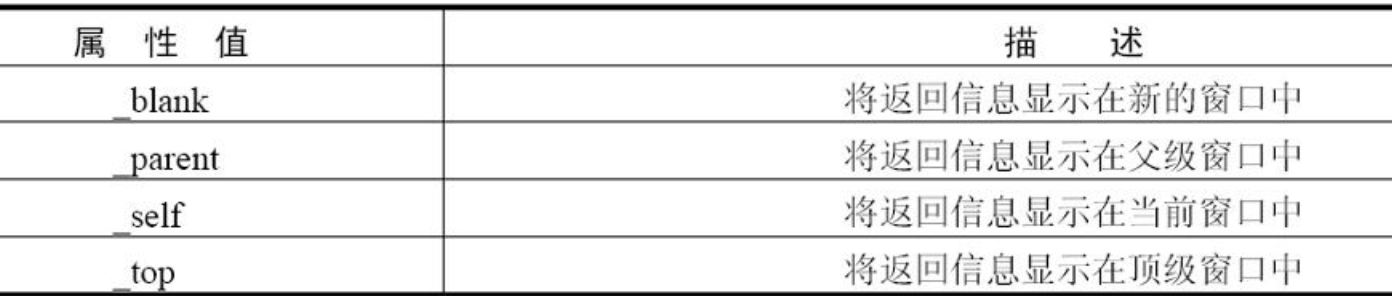 属 性 值 描 述
_blank 将返回信息显示在新的窗口中
_parent 将返回信息显示在父级窗口中
_self 将返回信息显示在当前窗口中
_top 将返回信息显示在顶级窗口中